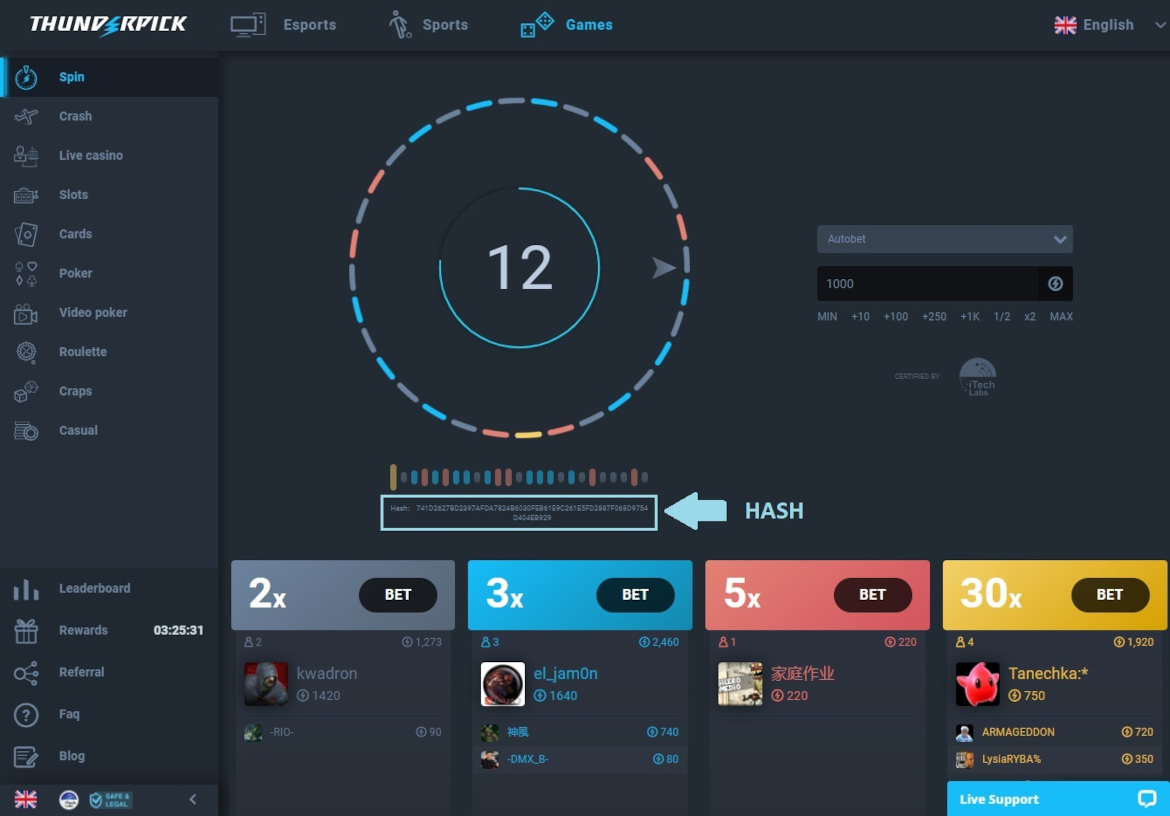 THUNDERPICK
Esports
Sports
Games
English
Spin
Crash
Live casino
Slots
Cards
Poker
Video poker
Roulette
Craps
Casual
12
Autobet
1000
MIN +10 +100 +250 +1K 1/2 x2 MAX
CERTIFIED BY
iTech
Labs
Hash:
HASH
2x BET
3x BET
5x BET
30x BET
2 1,273
3 2,460
1 220
4 1,920
kwadron
1420
el_jam0n
1640
家庭作业
220
Tanechka:*
750
-RIO- 90
神風 740
ARMAGEDDON 720
-DMX_B- 80
LysiaRYBA% 350
Leaderboard
Rewards 03:25:31
Referral
Faq
Blog
SAFE &
LEGAL
Live Support